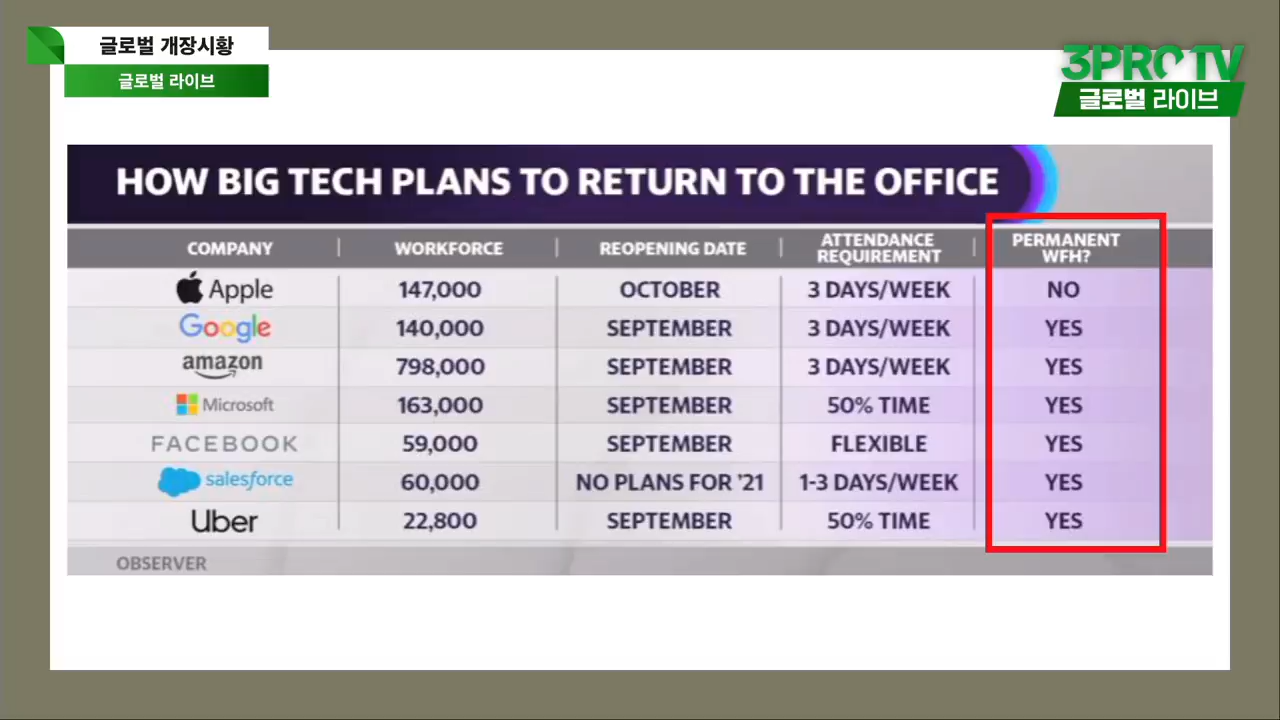 글로벌 개장시황
글로벌 라이브
3PRO TV
글로벌 라이브
HOW BIG TECH PLANS TO RETURN TO THE OFFICE
COMPANY | WORKFORCE | REOPENING DATE | ATTENDANCE REQUIREMENT | PERMANENT WFH?
Apple 147,000 OCTOBER 3 DAYS/WEEK NO
Google 140,000 SEPTEMBER 3 DAYS/WEEK YES
amazon 798,000 SEPTEMBER 3 DAYS/WEEK YES
Microsoft 163,000 SEPTEMBER 50% TIME YES
FACEBOOK 59,000 SEPTEMBER FLEXIBLE YES
salesforce 60,000 NO PLANS FOR '21 1-3 DAYS/WEEK YES
Uber 22,800 SEPTEMBER 50% TIME YES
OBSERVER